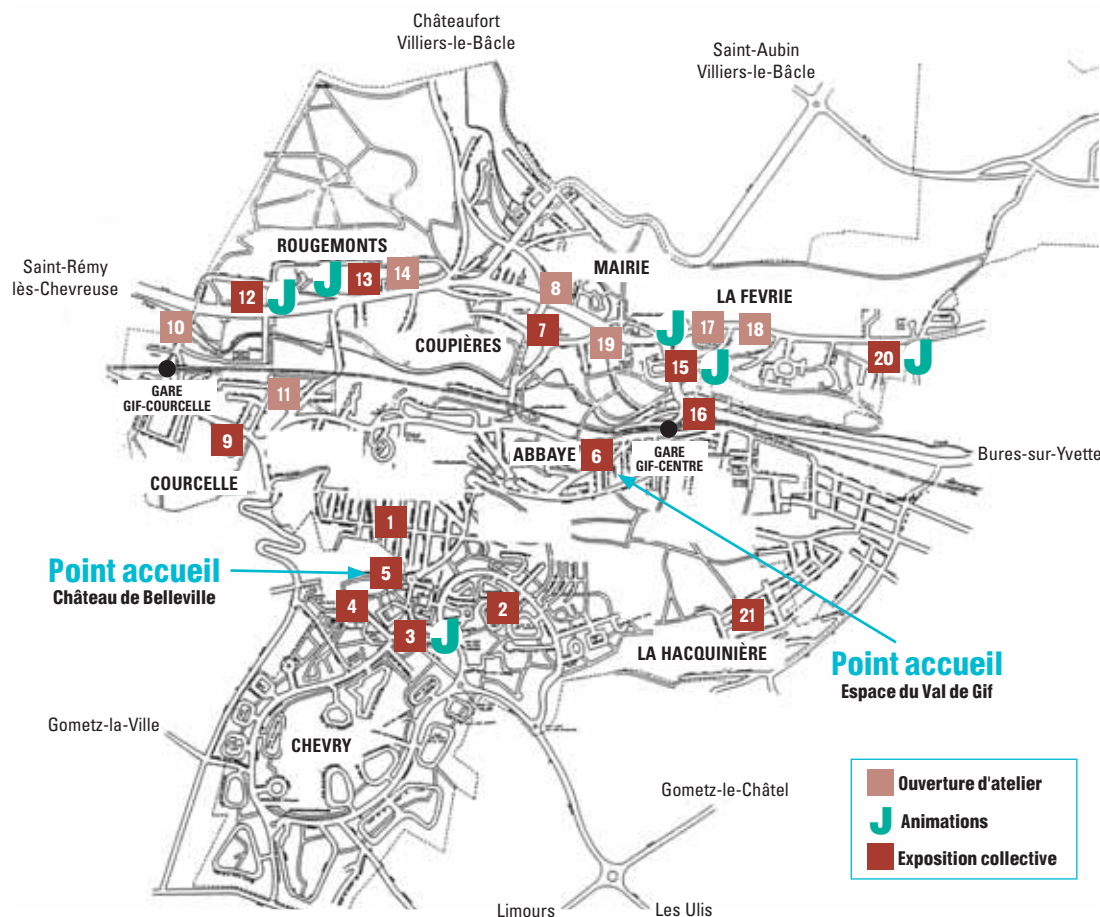 Châteaufort
Villiers-le-Bâcle
Saint-Aubin
Villiers-le-Bâcle
ROUGEMONTS
MAIRIE
Saint-Rémy
lès-Chevreuse
LA FEVRIE
12
J
J
13
14
8
10
COUPIÈRES
7
19
J
17
18
15
J
20
J
GARE
GIF-COURCELLE
11
16
9
ABBAYE
6
GARE
GIF-CENTRE
Bures-sur-Yvette
COURCELLE
1
Point accueil
Château de Belleville
5
4
2
3
J
21
LA HACQUINIÈRE
Point accueil
Espace du Val de Gif
Gometz-la-Ville
CHEVRY
Gometz-le-Châtel
Ouverture d'atelier
J Animations
Exposition collective
Limours
Les Ulis